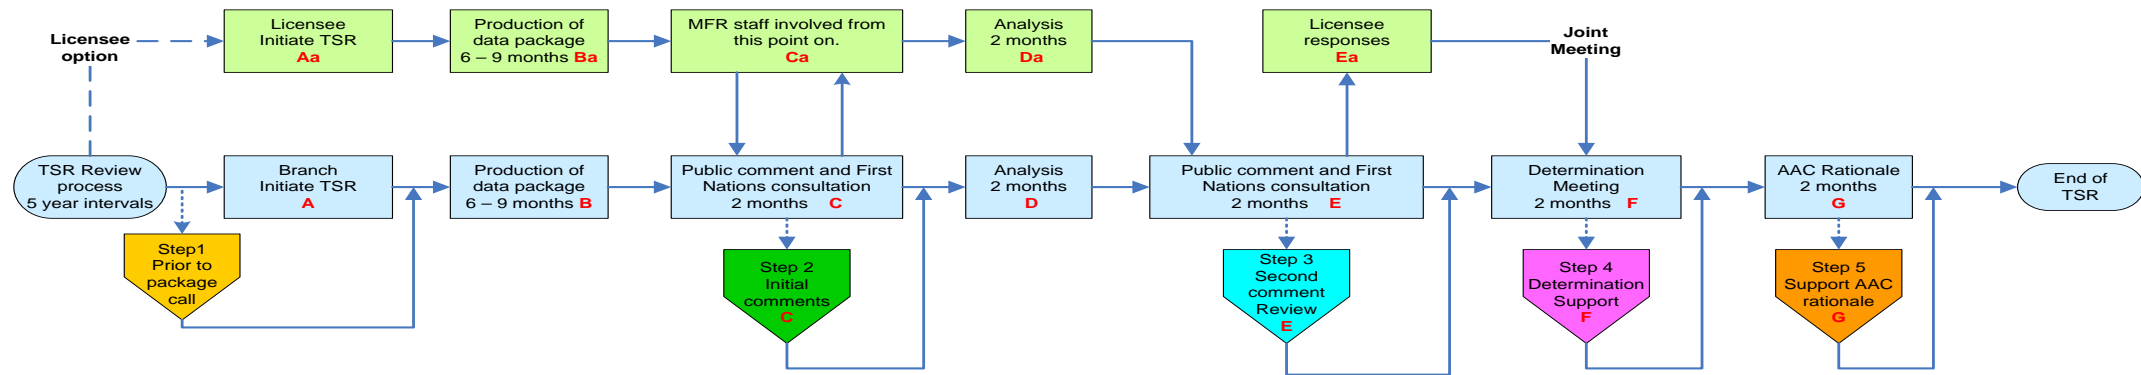 Licensee
option
Licensee
Initiate TSR
Aa
Production of
data package
6 – 9 months Ba
MFR staff involved from
this point on.
Ca
Analysis
2 months
Da
Licensee
responses
Ea
Joint
Meeting
TSR Review
process
5 year intervals
Branch
Initiate TSR
A
Production of
data package
6 – 9 months B
Public comment and First
Nations consultation
2 months C
Analysis
2 months
D
Public comment and First
Nations consultation
2 months E
Determination
Meeting
2 months F
AAC Rationale
2 months
G
End of
TSR
Step1
Prior to
package
call
Step 2
Initial
comments
C
Step 3
Second
comment
Review
E
Step 4
Determination
Support
F
Step 5
Support AAC
rationale
G